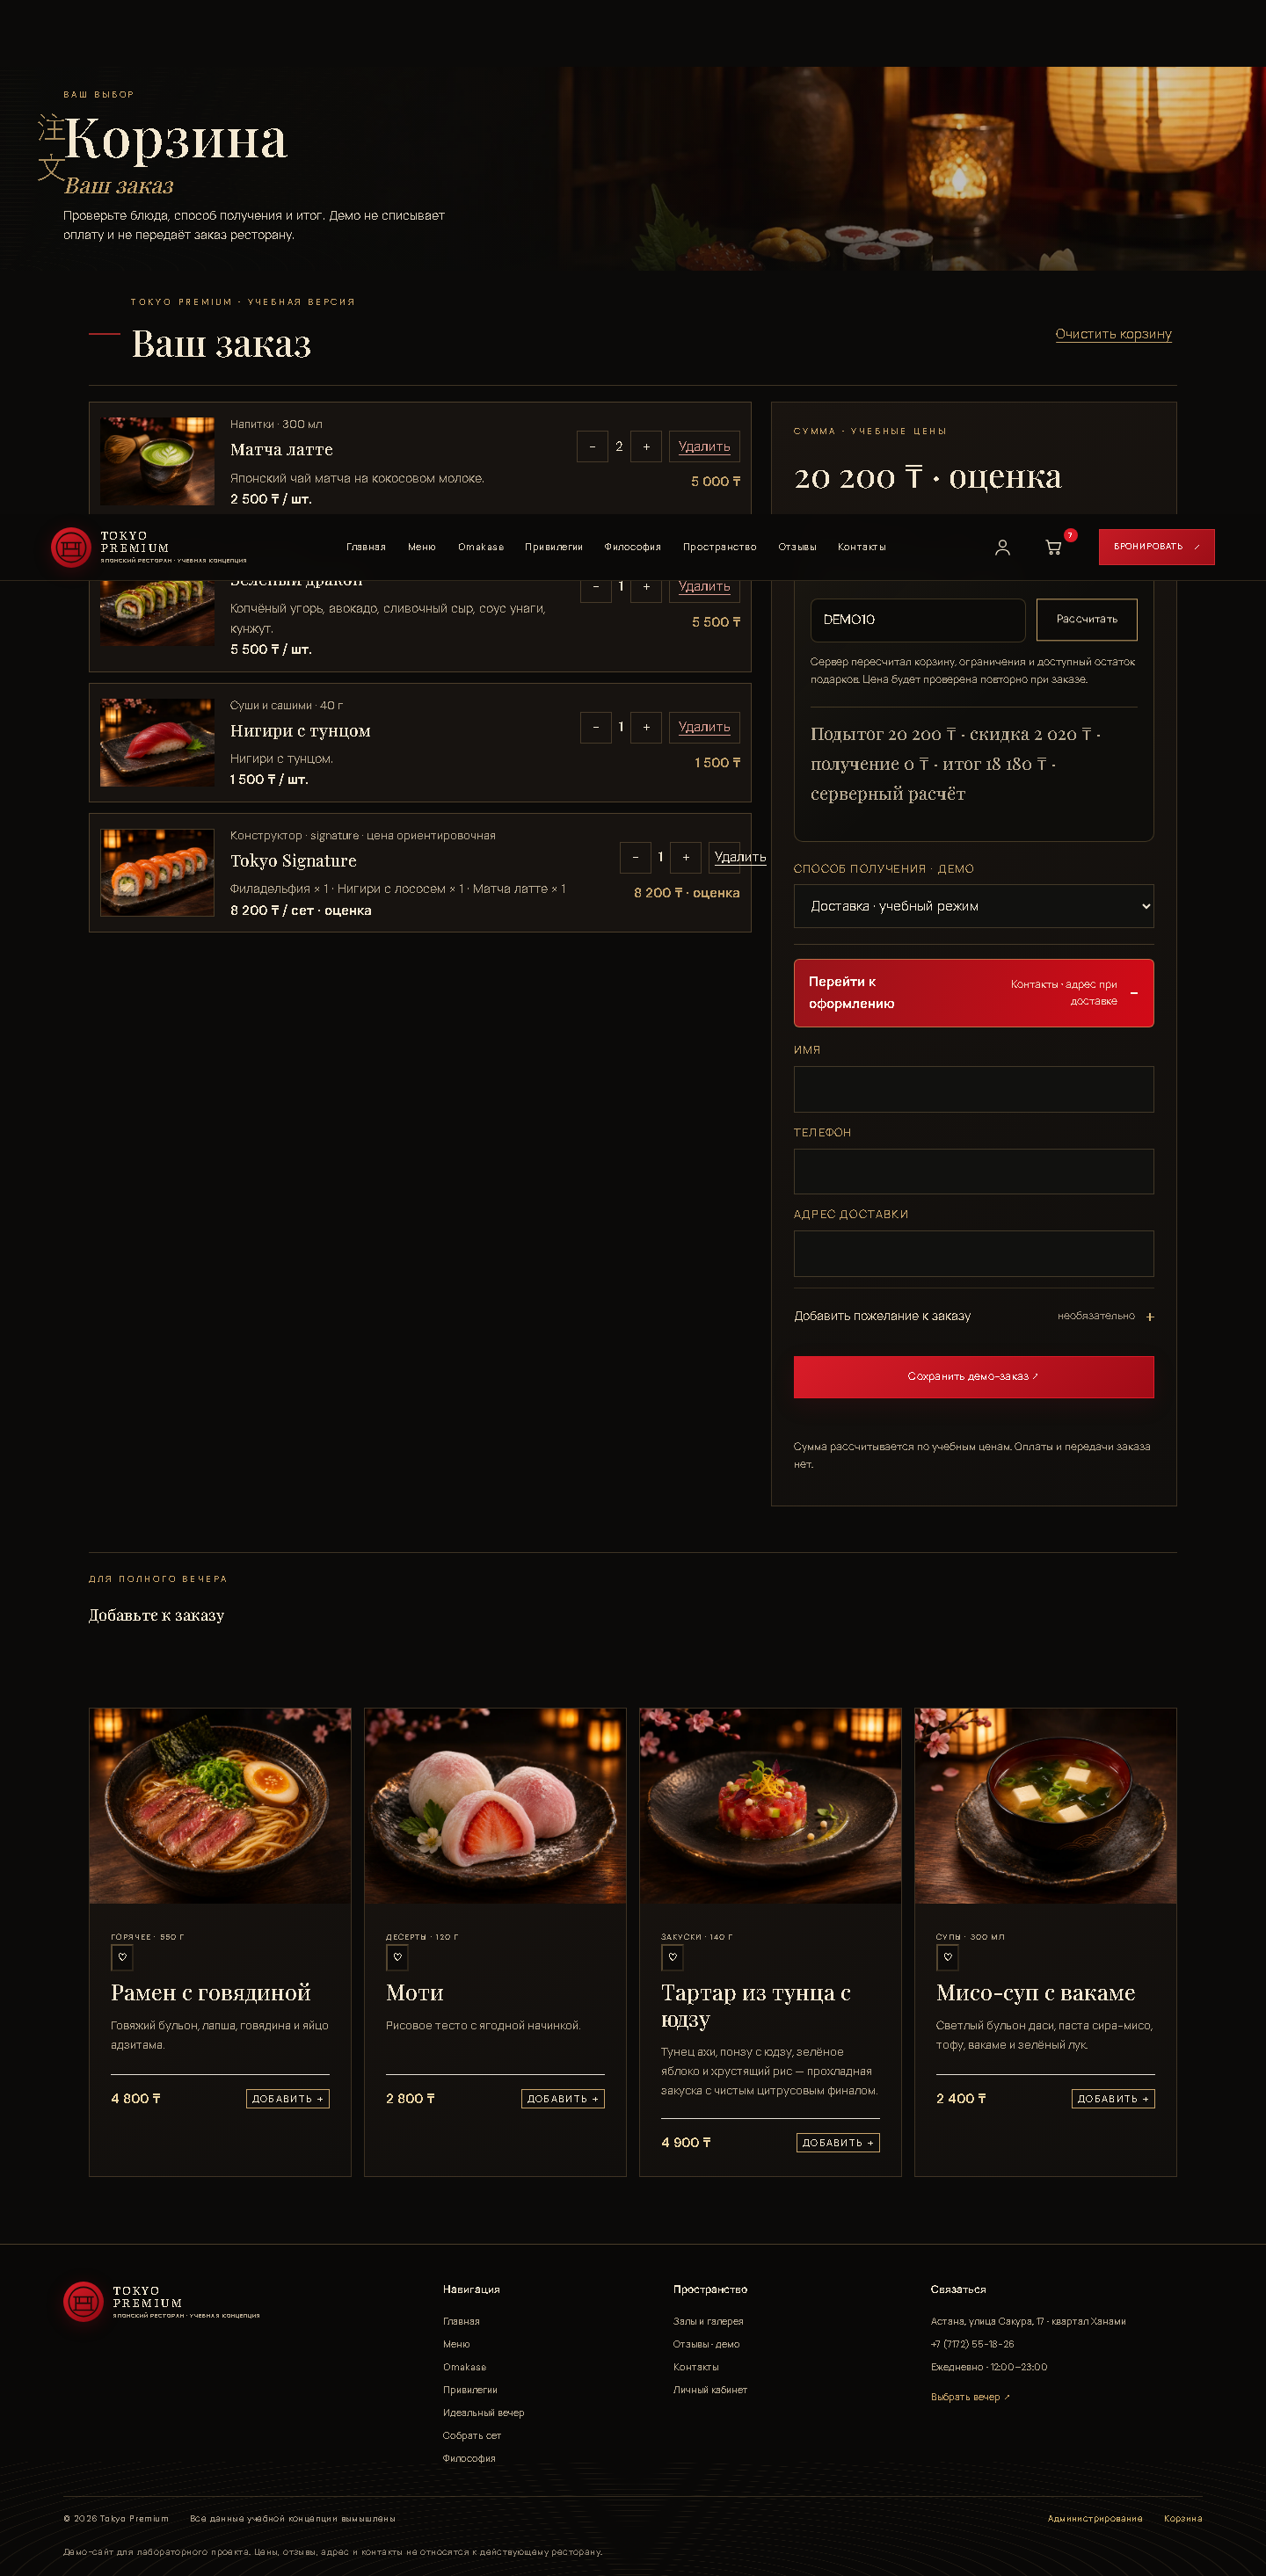 ВАШ ВЫБОР
注文
Корзина
Ваш заказ
Проверьте блюда, способ получения и итог. Демо не списывает
оплату и не передаёт заказ ресторану.
TOKYO PREMIUM · УЧЕБНАЯ ВЕРСИЯ
Ваш заказ
Очистить корзину
Напитки · 300 мл
Матча латте
Японский чай матча на кокосовом молоке.
2 500 ₸ / шт.
− 2 + Удалить
5 000 ₸
СУММА · УЧЕБНЫЕ ЦЕНЫ
20 200 ₸ · оценка
TOKYO
PREMIUM
ЯПОНСКИЙ РЕСТОРАН · УЧЕБНАЯ КОНЦЕПЦИЯ
Главная Меню Omakase Привилегии Философия Пространство Отзывы Контакты
7
БРОНИРОВАТЬ ↗
Зелёный дракон
Копчёный угорь, авокадо, сливочный сыр, соус унаги,
кунжут.
5 500 ₸ / шт.
− 1 + Удалить
5 500 ₸
Суши и сашими · 40 г
Нигири с тунцом
Нигири с тунцом.
1 500 ₸ / шт.
− 1 + Удалить
1 500 ₸
Конструктор · signature · цена ориентировочная
Tokyo Signature
Филадельфия × 1 · Нигири с лососем × 1 · Матча латте × 1
8 200 ₸ / сет · оценка
− 1 + Удалить
8 200 ₸ · оценка
DEMO10
Рассчитать
Сервер пересчитал корзину, ограничения и доступный остаток
подарков. Цена будет проверена повторно при заказе.
Подытог 20 200 ₸ · скидка 2 020 ₸ ·
получение 0 ₸ · итог 18 180 ₸ ·
серверный расчёт
СПОСОБ ПОЛУЧЕНИЯ · ДЕМО
Доставка · учебный режим
Перейти к
оформлению
Контакты · адрес при
доставке
−
ИМЯ
ТЕЛЕФОН
АДРЕС ДОСТАВКИ
Добавить пожелание к заказу
необязательно +
Сохранить демо-заказ ↗
Сумма рассчитывается по учебным ценам. Оплаты и передачи заказа
нет.
ДЛЯ ПОЛНОГО ВЕЧЕРА
Добавьте к заказу
ГОРЯЧЕЕ · 550 Г
♡
Рамен с говядиной
Говяжий бульон, лапша, говядина и яйцо
адзитама.
4 800 ₸
ДОБАВИТЬ +
ДЕСЕРТЫ · 120 Г
♡
Моти
Рисовое тесто с ягодной начинкой.
2 800 ₸
ДОБАВИТЬ +
ЗАКУСКИ · 140 Г
♡
Тартар из тунца с
юдзу
Тунец ахи, понзу с юдзу, зелёное
яблоко и хрустящий рис — прохладная
закуска с чистым цитрусовым финалом.
4 900 ₸
ДОБАВИТЬ +
СУПЫ · 300 МЛ
♡
Мисо-суп с вакаме
Светлый бульон даси, паста сира-мисо,
тофу, вакаме и зелёный лук.
2 400 ₸
ДОБАВИТЬ +
TOKYO
PREMIUM
ЯПОНСКИЙ РЕСТОРАН · УЧЕБНАЯ КОНЦЕПЦИЯ
Навигация
Главная
Меню
Omakase
Привилегии
Идеальный вечер
Собрать сет
Философия
Пространство
Залы и галерея
Отзывы · демо
Контакты
Личный кабинет
Связаться
Астана, улица Сакура, 17 · квартал Ханами
+7 (7172) 55-18-26
Ежедневно · 12:00–23:00
Выбрать вечер ↗
© 2026 Tokyo Premium
Все данные учебной концепции вымышлены
Администрирование
Корзина
Демо-сайт для лабораторного проекта. Цены, отзывы, адрес и контакты не относятся к действующему ресторану.